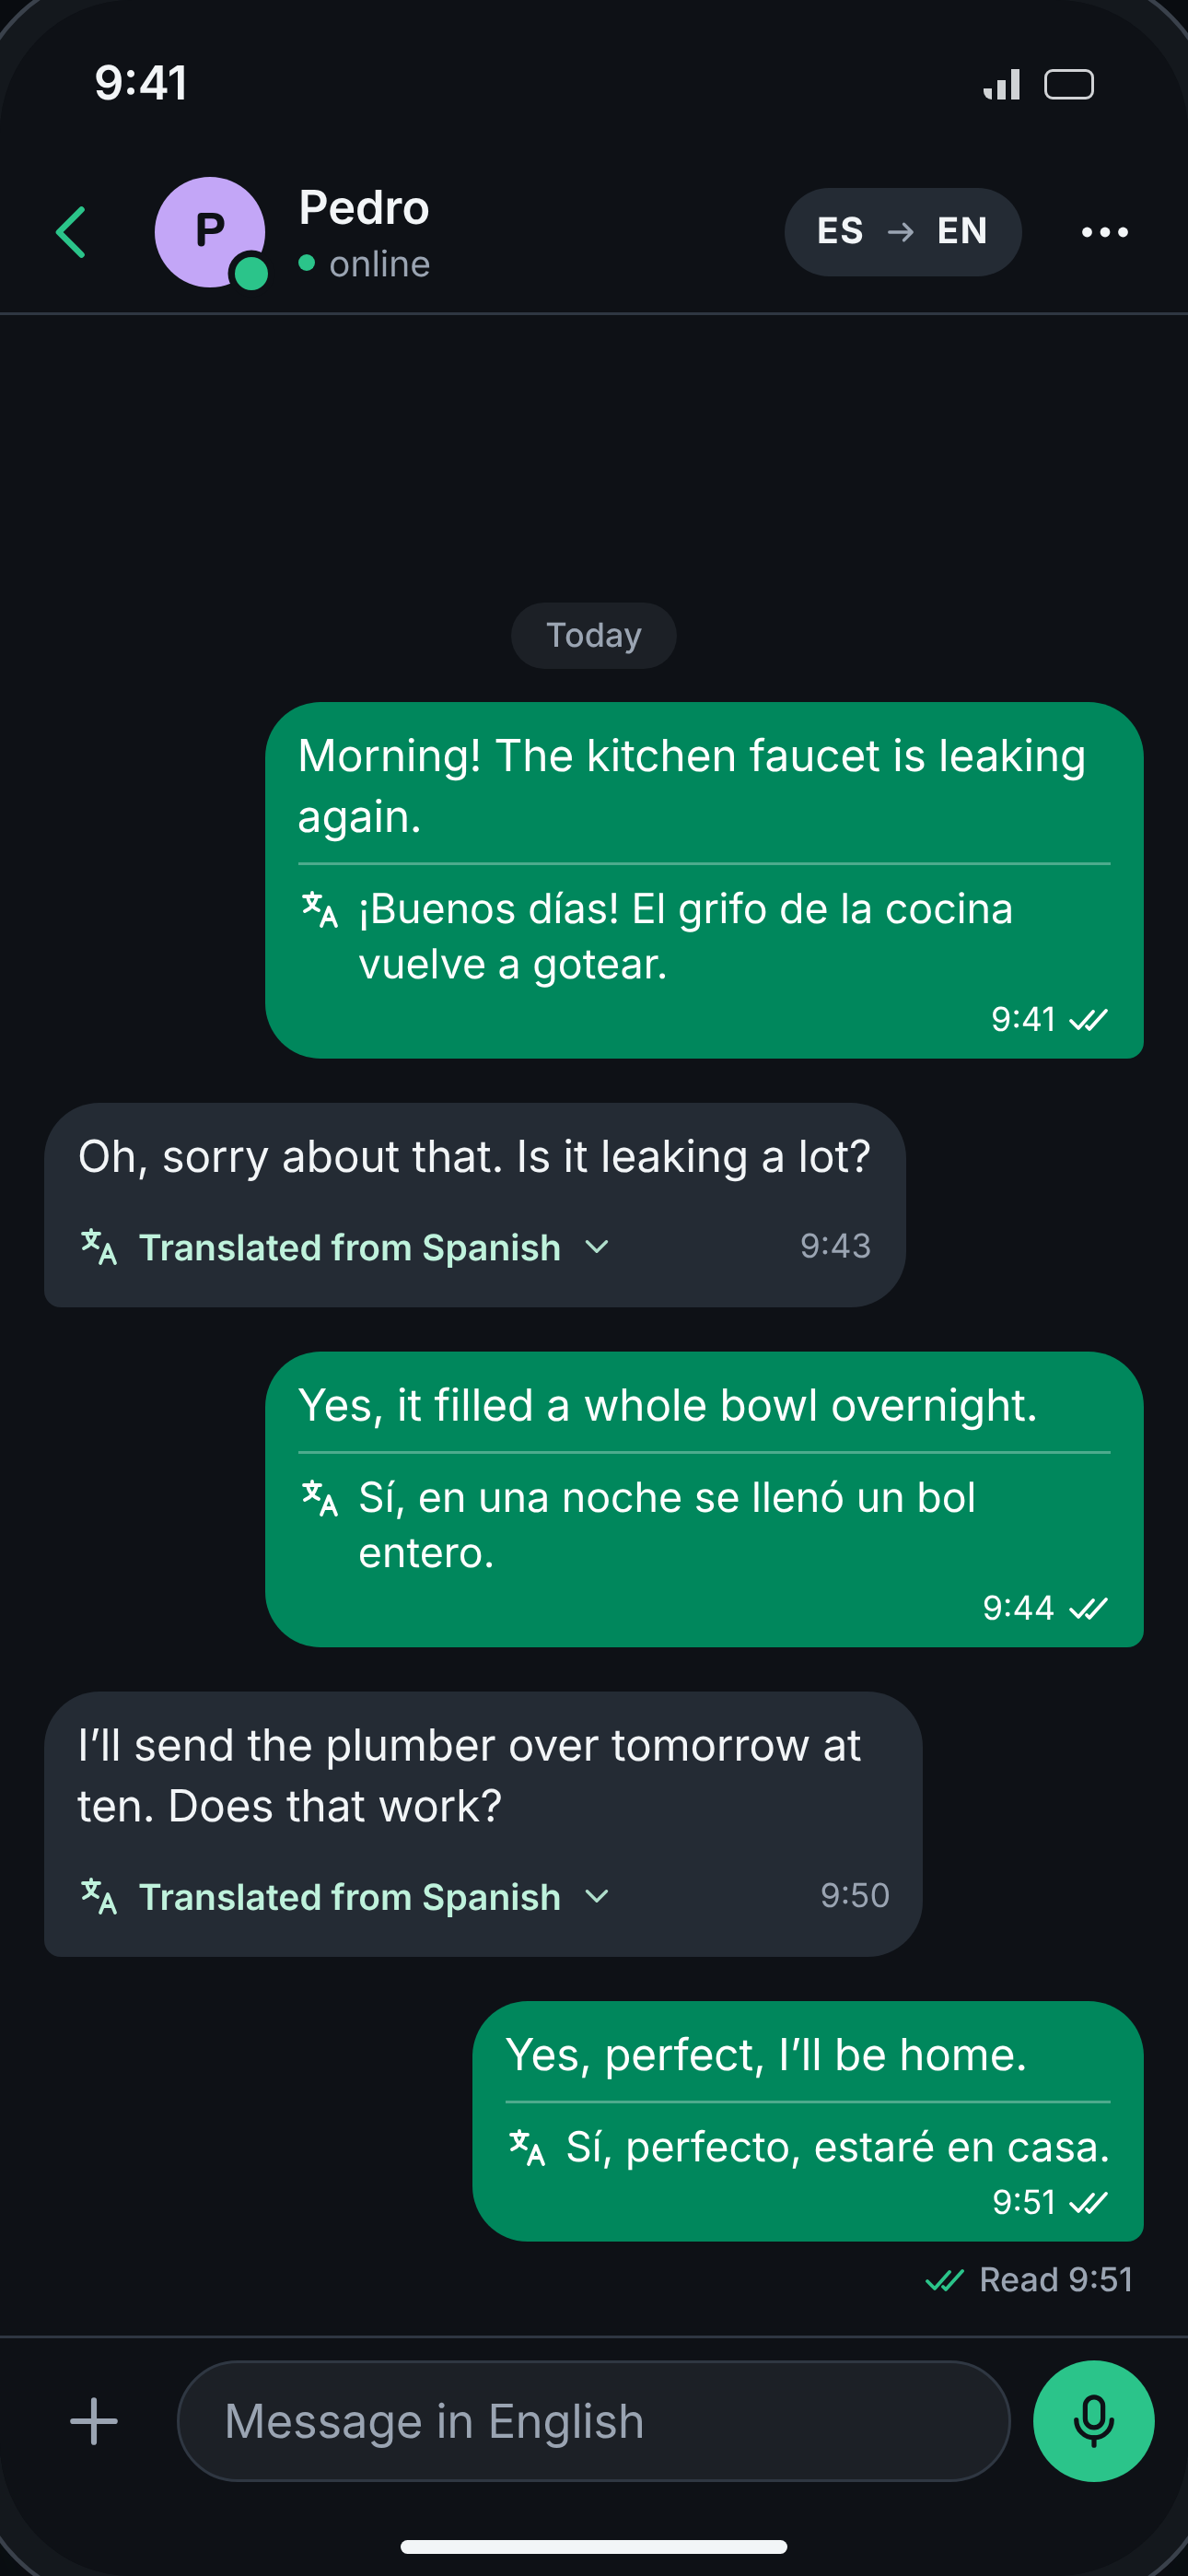 9:41
P
Pedro
online
ES → EN
Today
Morning! The kitchen faucet is leaking
again.
¡Buenos días! El grifo de la cocina
vuelve a gotear.
9:41
Oh, sorry about that. Is it leaking a lot?
Translated from Spanish
9:43
Yes, it filled a whole bowl overnight.
Sí, en una noche se llenó un bol
entero.
9:44
I’ll send the plumber over tomorrow at
ten. Does that work?
Translated from Spanish
9:50
Yes, perfect, I’ll be home.
Sí, perfecto, estaré en casa.
9:51
Read 9:51
Message in English